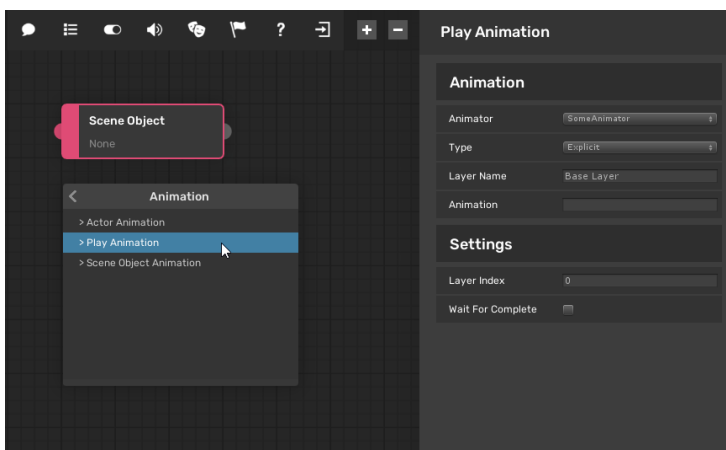 ?
Scene Object
None
Animation
> Actor Animation
> Play Animation
> Scene Object Animation
Play Animation
Animation
Animator SomeAnimator
Type Explicit
Layer Name Base Layer
Animation
Settings
Layer Index 0
Wait For Complete